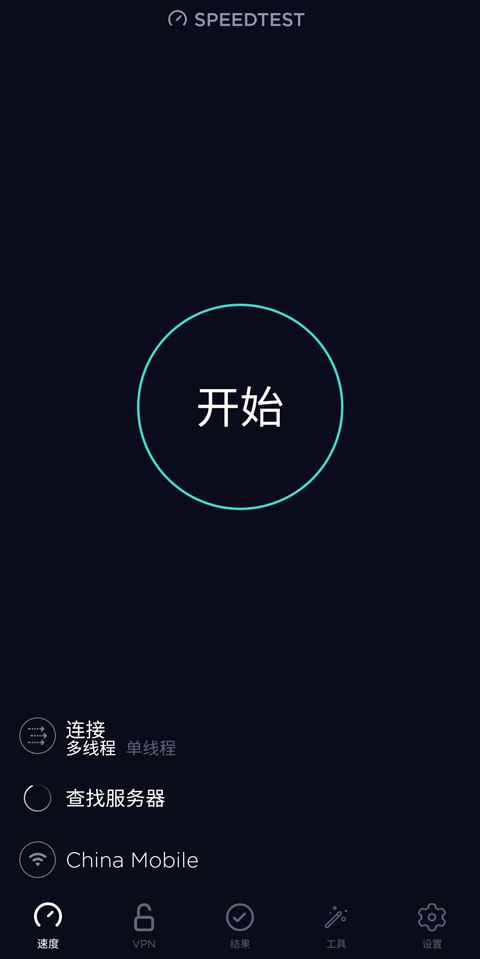 SPEEDTEST
开始
连接
多线程 单线程
查找服务器
China Mobile
速度 VPN 结果 工具 设置